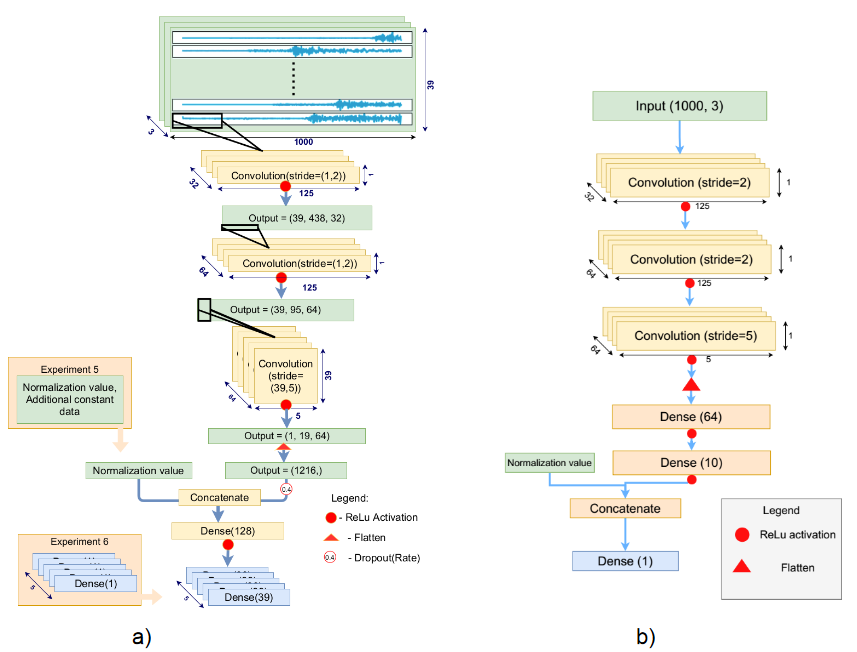 39
3
1000
Convolution(stride=(1,2))
1
32
125
Output = (39, 438, 32)
Convolution(stride=(1,2))
1
64
125
Output = (39, 95, 64)
Convolution
(stride=
(39,5))
39
64
5
Output = (1, 19, 64)
Output = (1216,)
0.4
Experiment 5
Normalization value,
Additional constant
data
Normalization value
Concatenate
Dense(128)
Experiment 6
Dense(1)
5
Dense(39)
5
Legend:
- ReLu Activation
- Flatten
0.4
- Dropout(Rate)
a)
Input (1000, 3)
Convolution (stride=2)
1
32
125
Convolution (stride=2)
1
64
125
Convolution (stride=5)
1
64
5
Dense (64)
Dense (10)
Normalization value
Concatenate
Dense (1)
Legend
ReLu activation
Flatten
b)